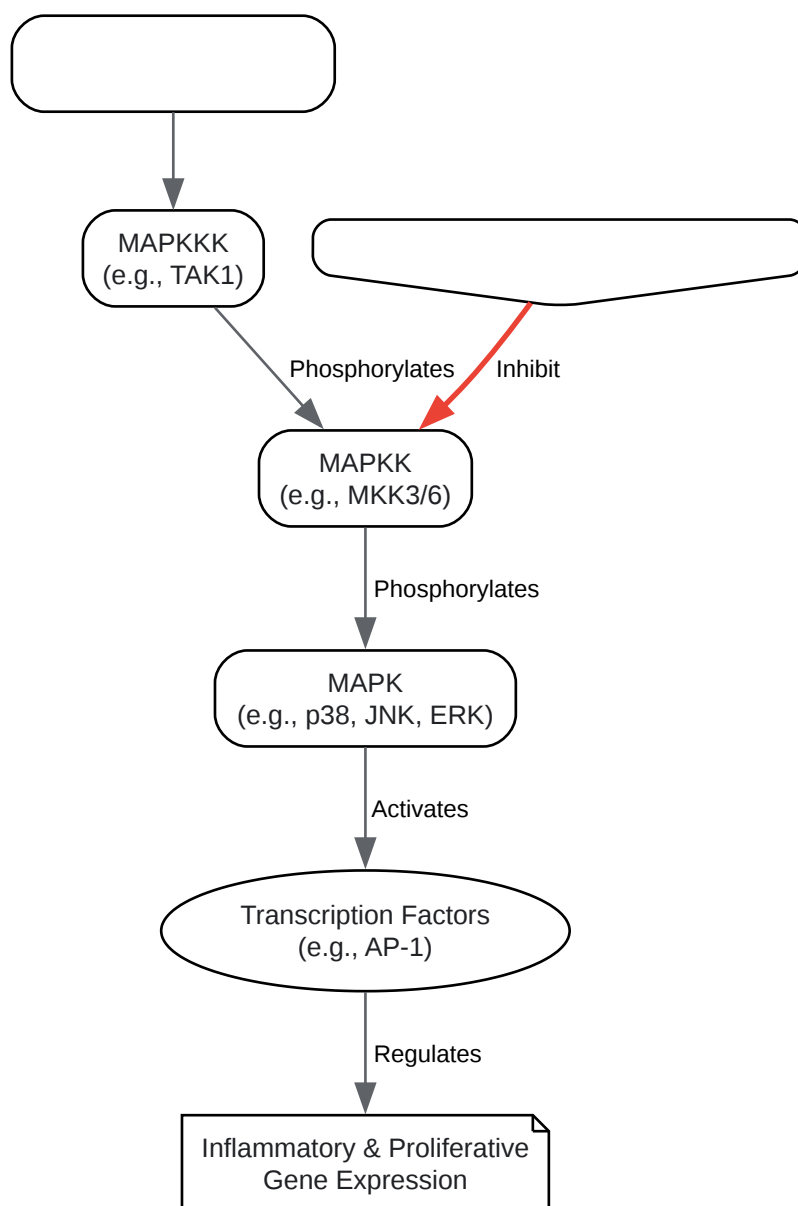 MAPKKK
(e.g., TAK1)
Phosphorylates
Inhibit
MAPKK
(e.g., MKK3/6)
Phosphorylates
MAPK
(e.g., p38, JNK, ERK)
Activates
Transcription Factors
(e.g., AP-1)
Regulates
Inflammatory & Proliferative
Gene Expression